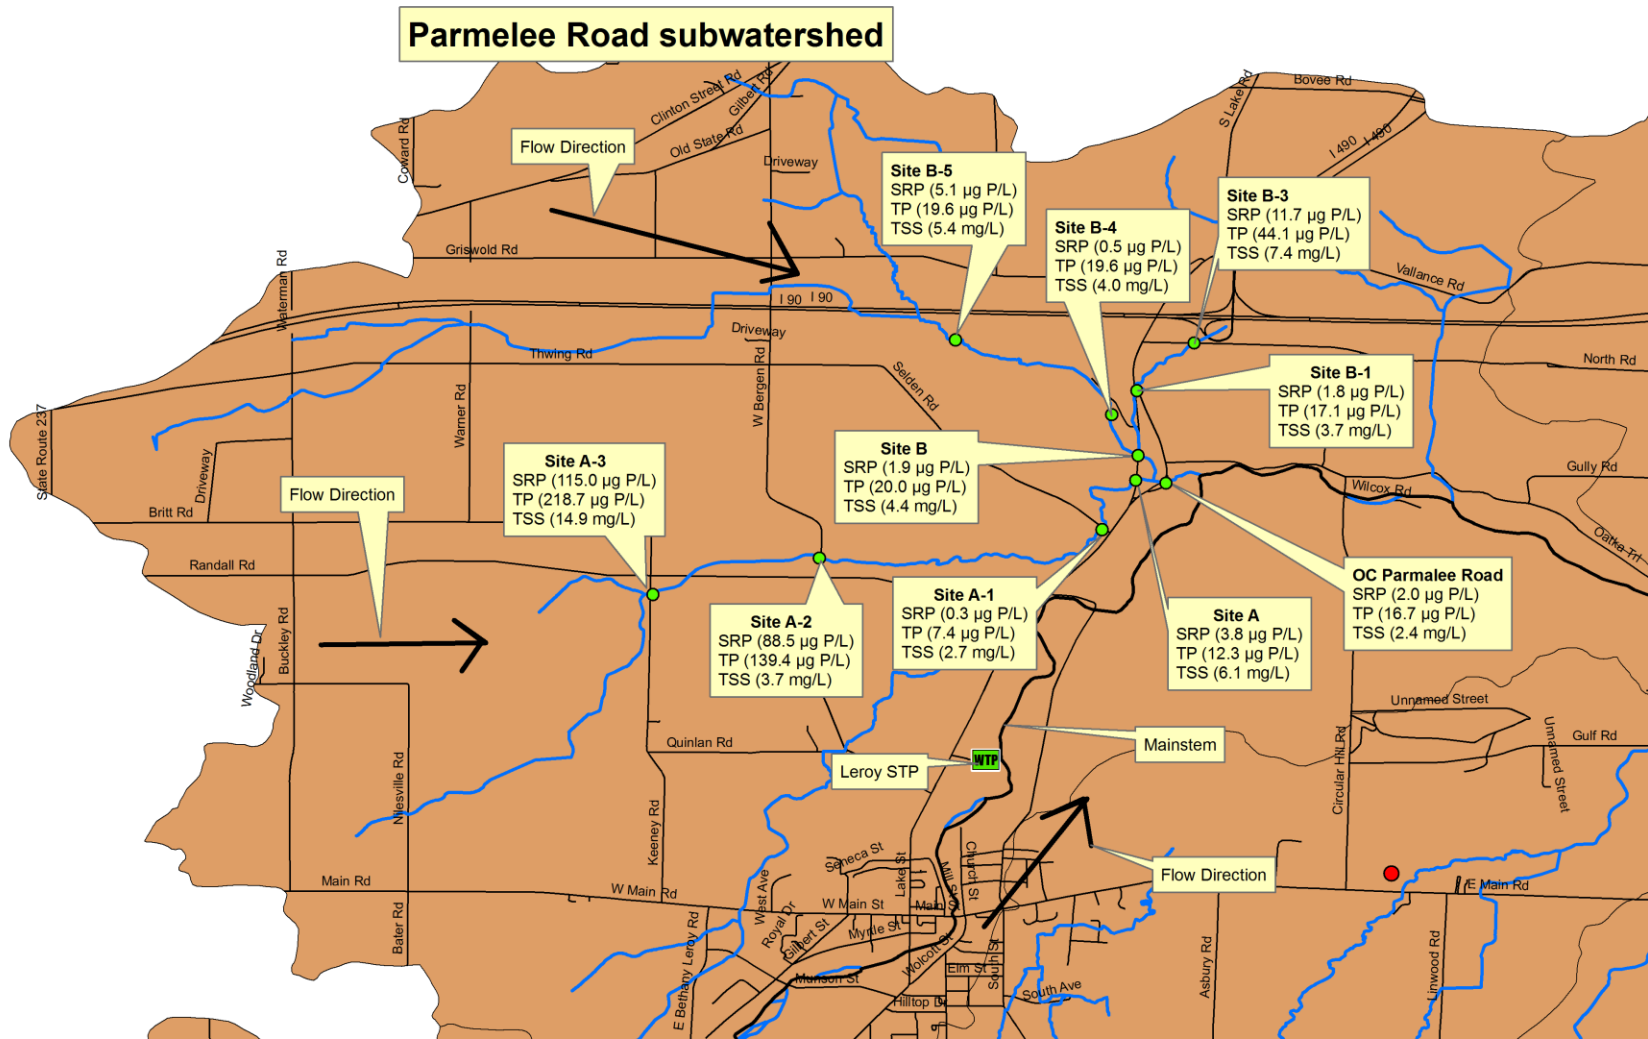 Parmelee Road subwatershed
Bovee Rd
S Lake Rd
Clinton Street Rd
Gilbert Rd
Old State Rd
Coward Rd
Flow Direction
Driveway
I 490
I 490
Site B-5
SRP (5.1 µg P/L)
TP (19.6 µg P/L)
TSS (5.4 mg/L)
Site B-4
SRP (0.5 µg P/L)
TP (19.6 µg P/L)
TSS (4.0 mg/L)
Site B-3
SRP (11.7 µg P/L)
TP (44.1 µg P/L)
TSS (7.4 mg/L)
Griswold Rd
Waterman Rd
Vallance Rd
I 90
I 90
Driveway
Thwing Rd
North Rd
W Bergen Rd
Selden Rd
Site B-1
SRP (1.8 µg P/L)
TP (17.1 µg P/L)
TSS (3.7 mg/L)
State Route 237
Warner Rd
Driveway
Site A-3
SRP (115.0 µg P/L)
TP (218.7 µg P/L)
TSS (14.9 mg/L)
Site B
SRP (1.9 µg P/L)
TP (20.0 µg P/L)
TSS (4.4 mg/L)
Flow Direction
Gully Rd
Wilcox Rd
Britt Rd
Oatka Trl
Randall Rd
OC Parmalee Road
SRP (2.0 µg P/L)
TP (16.7 µg P/L)
TSS (2.4 mg/L)
Site A-1
SRP (0.3 µg P/L)
TP (7.4 µg P/L)
TSS (2.7 mg/L)
Site A-2
SRP (88.5 µg P/L)
TP (139.4 µg P/L)
TSS (3.7 mg/L)
Site A
SRP (3.8 µg P/L)
TP (12.3 µg P/L)
TSS (6.1 mg/L)
Buckley Rd
Woodland Dr
Unnamed Street
Unnamed Street
Gulf Rd
Quinlan Rd
Mainstem
Leroy STP
WTP
Circular Hill Rd
Nilesville Rd
Keeney Rd
Seneca St
Lake St
Mill St
Church St
Flow Direction
Main Rd
W Main Rd
E Main Rd
West Ave
W Main St
Main St
Royal Dr
Gilbert St
Myrtle St
Wolcott St
South St
Bater Rd
E Bethany Leroy Rd
Munson St
Elm St
Hilltop Dr
South Ave
Asbury Rd
Linwood Rd